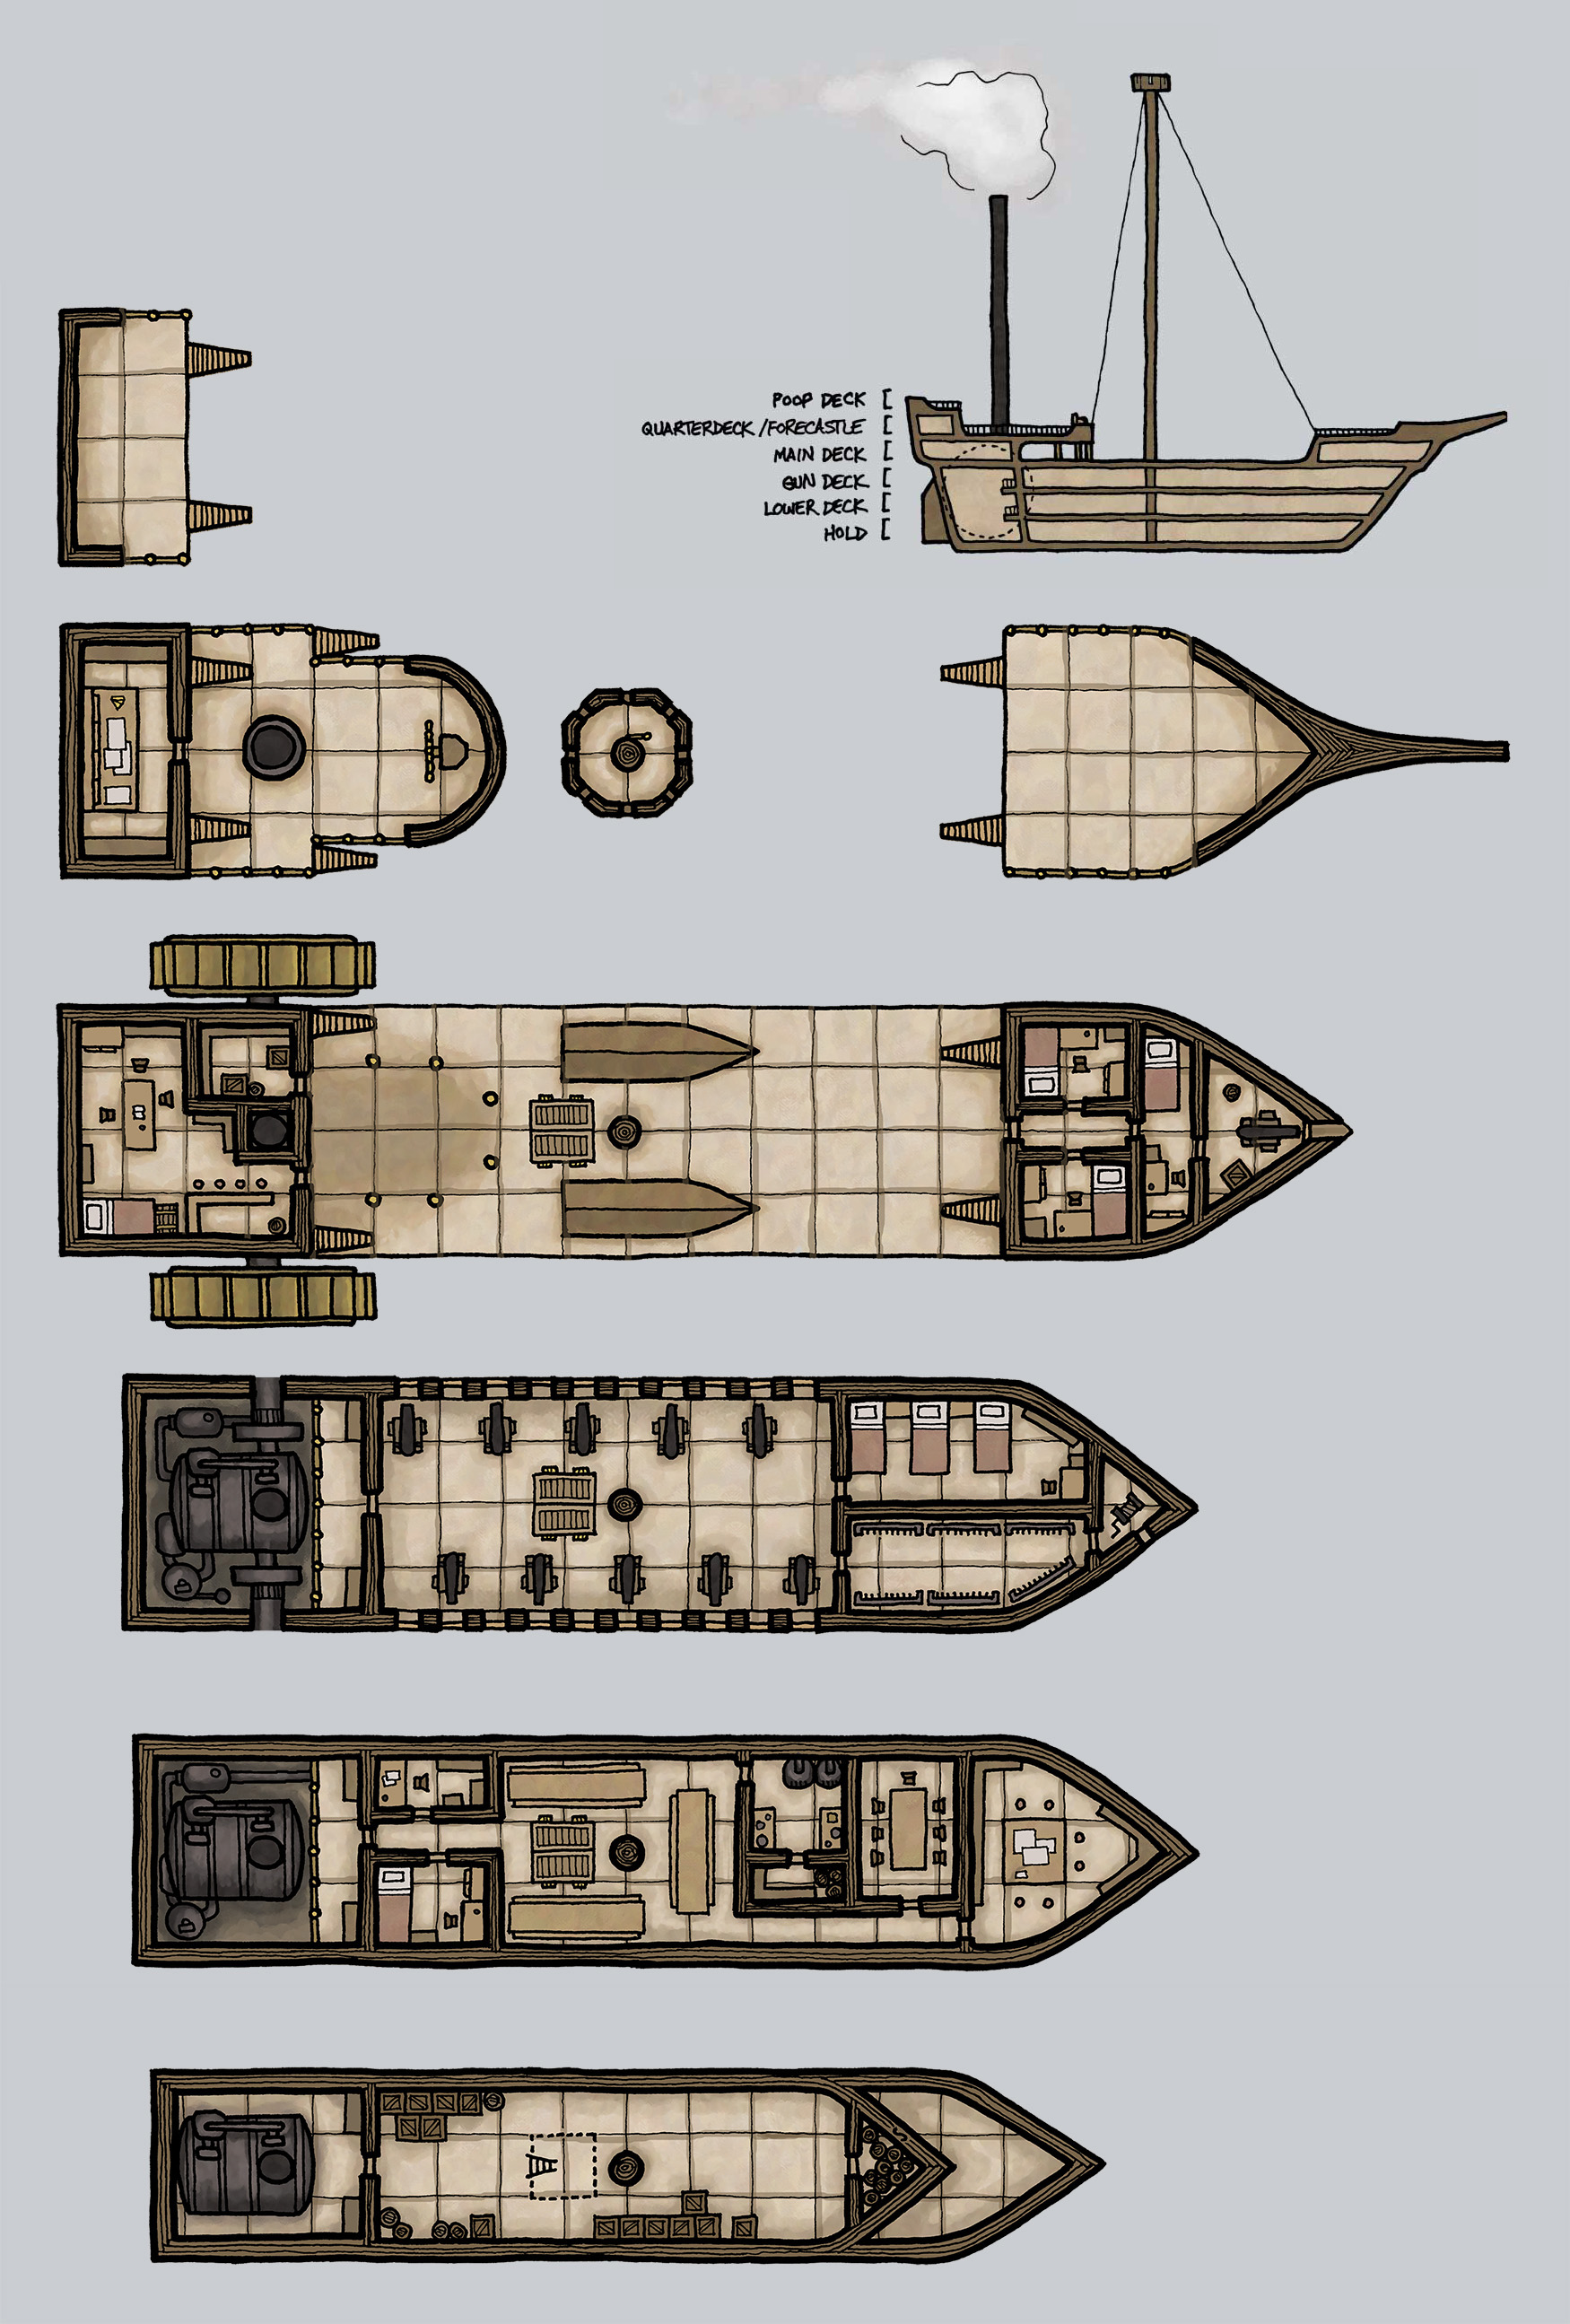 POOP DECK [
QUARTERDECK/FORECASTLE [
MAIN DECK [
GUN DECK [
LOWER DECK [
HOLD [